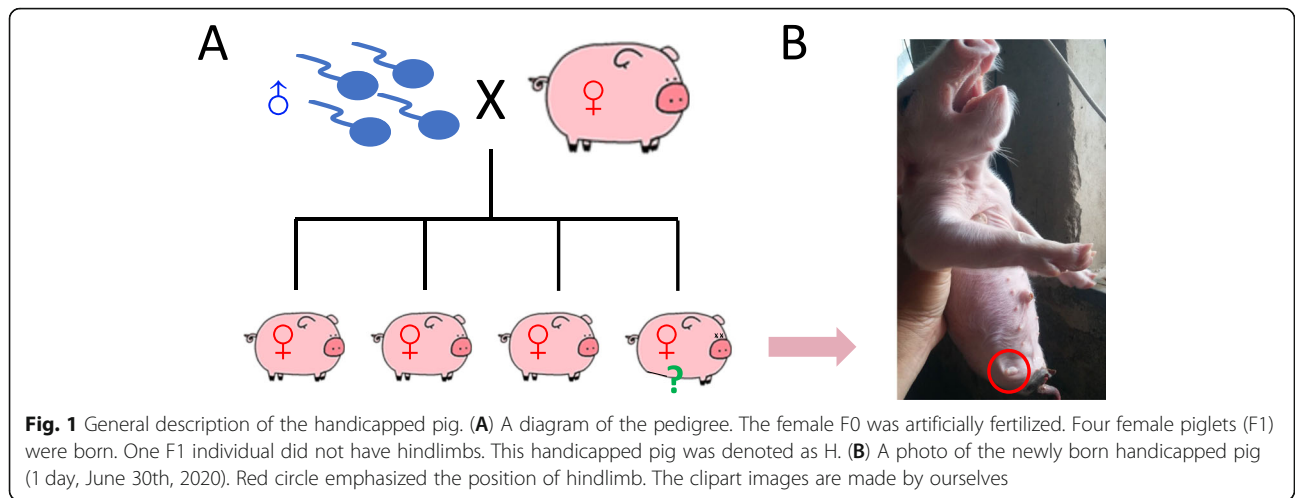 A
B
♂
X
♀
♀
♀
♀
♀
?
Fig. 1 General description of the handicapped pig. (A) A diagram of the pedigree. The female F0 was artificially fertilized. Four female piglets (F1)
were born. One F1 individual did not have hindlimbs. This handicapped pig was denoted as H. (B) A photo of the newly born handicapped pig
(1 day, June 30th, 2020). Red circle emphasized the position of hindlimb. The clipart images are made by ourselves